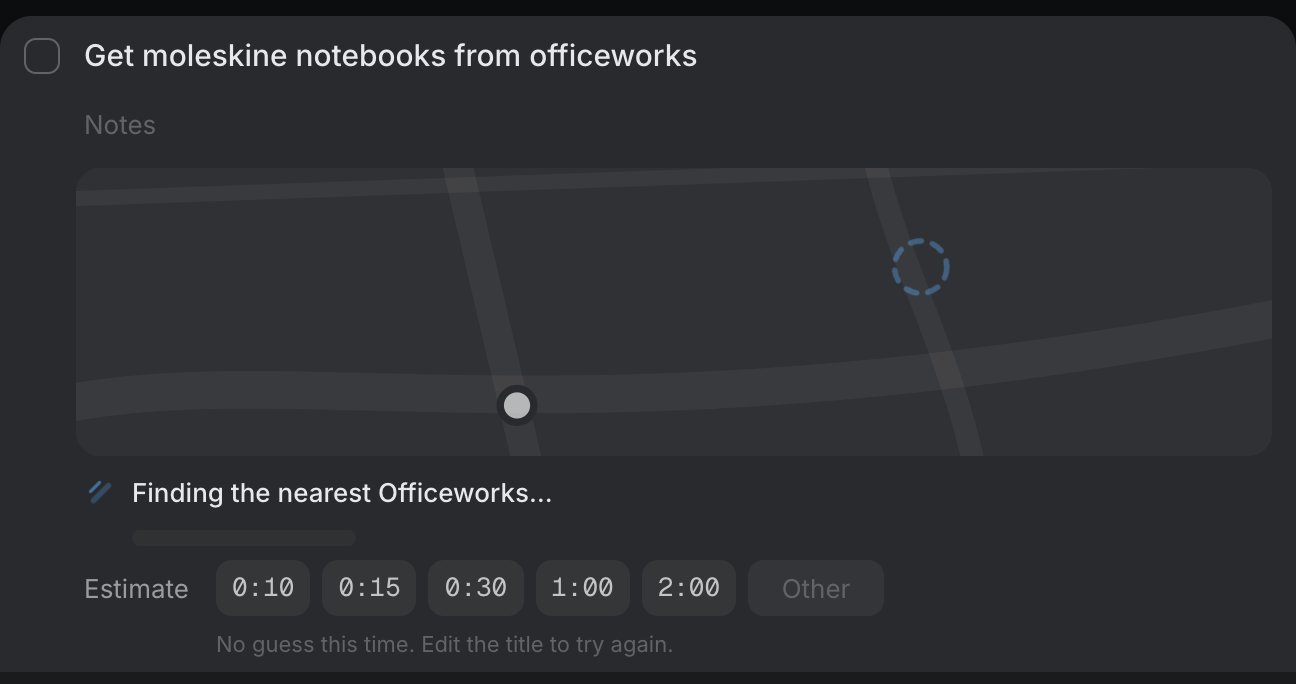 Get moleskine notebooks from officeworks
Notes
Finding the nearest Officeworks...
Estimate 0:10 0:15 0:30 1:00 2:00 Other
No guess this time. Edit the title to try again.